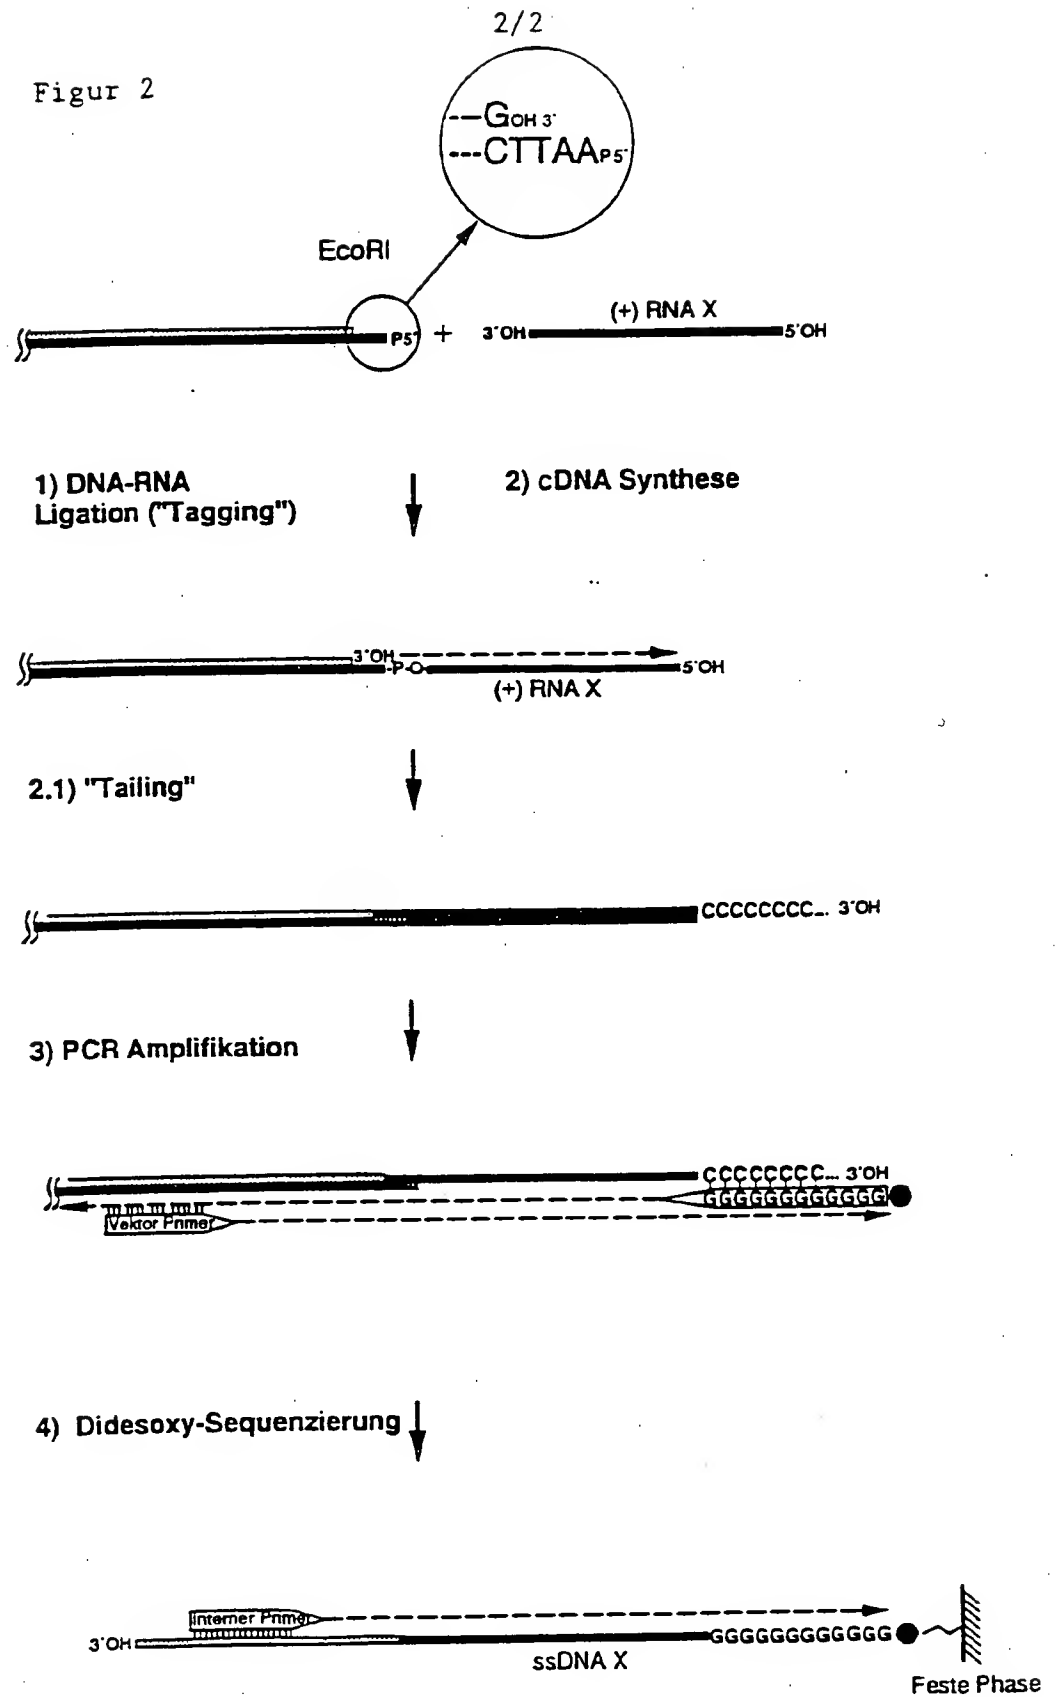 2/2
Figur 2
---GOH 3'
---CTTAAP5'
EcoRI
P5' + 3'OH (+) RNA X 5'OH
1) DNA-RNA
Ligation ("Tagging")
2) cDNA Synthese
3'OH
-P-O-
5'OH
(+) RNA X
2.1) "Tailing"
CCCCCCCC... 3'OH
3) PCR Amplifikation
CCCCCCCC... 3'OH
GGGGGGGGGGGG
Vektor Primer
4) Didesoxy-Sequenzierung
Interner Primer
3'OH
GGGGGGGGGGGG
ssDNA X
Feste Phase